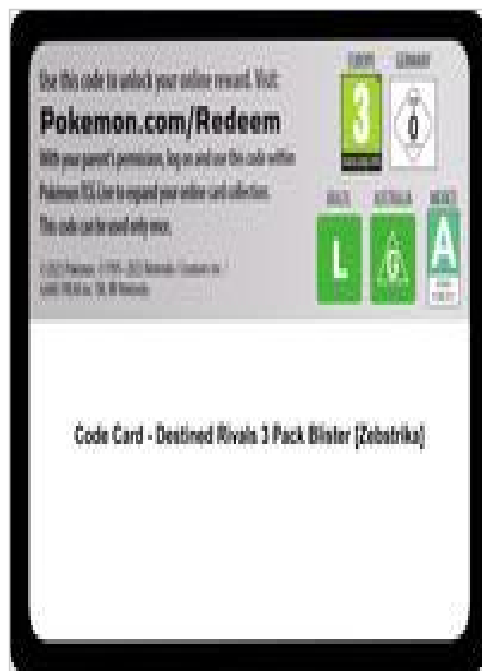 Use this code to unlock your online reward. Visit:
Pokemon.com/Redeem
With your parent's permission, log on and use this code within
Pokémon TCG Live to expand your online card collection.
This code can be used only once.
EUROPE GERMANY
3
0
BRAZIL AUSTRALIA MEXICO
L
G
A
Code Card - Destined Rivals 3 Pack Blister [Zebstrika]